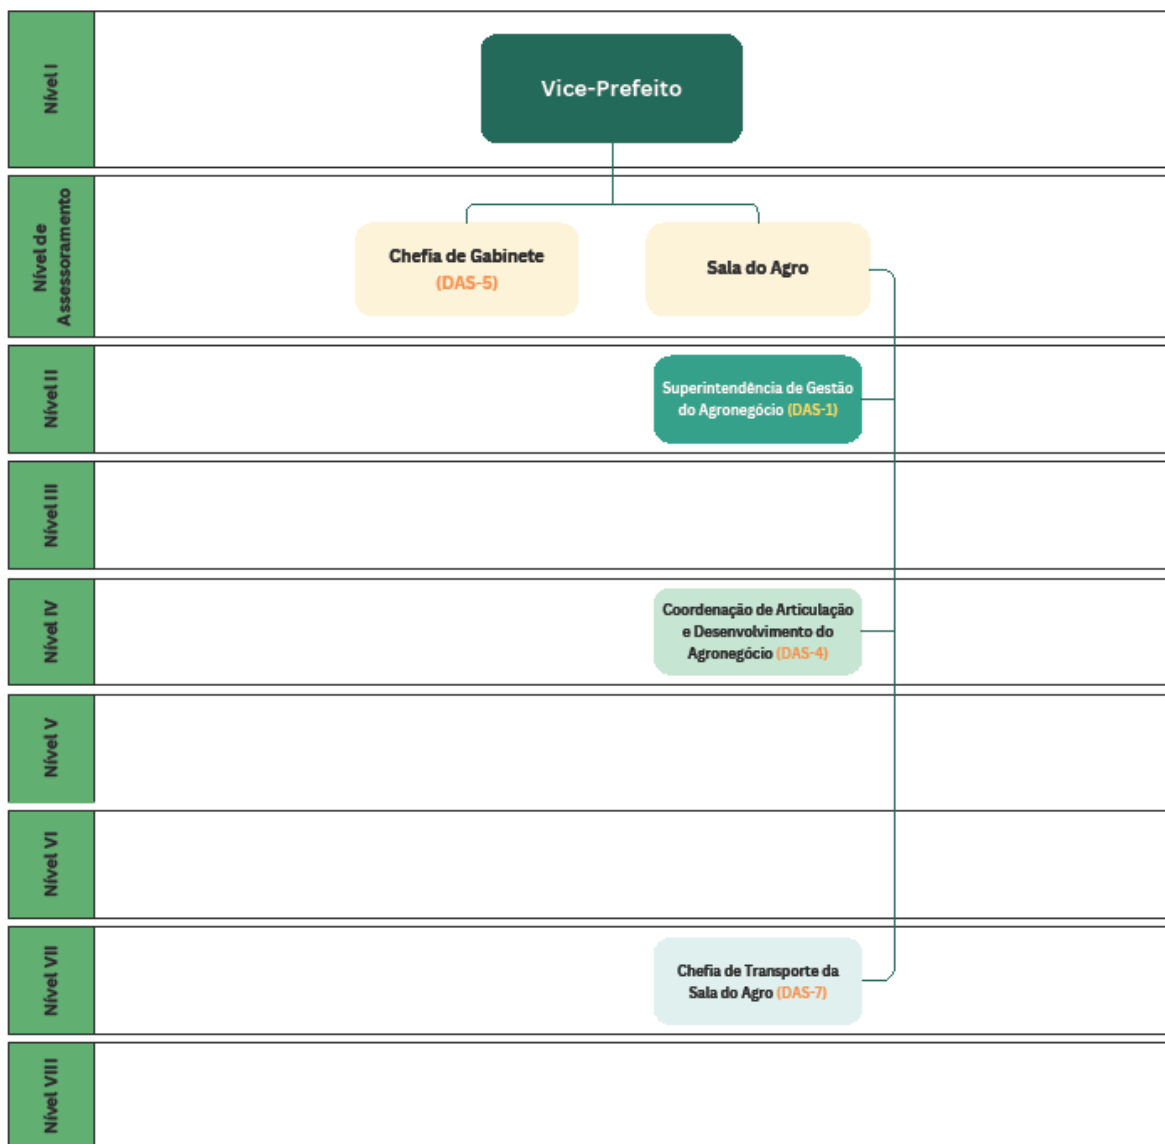 Nível I
Vice-Prefeito
Nível de
Assessoramento
Chefia de Gabinete
(DAS-5)
Sala do Agro
Nível II
Superintendência de Gestão
do Agronegócio (DAS-1)
Nível III
Nível IV
Coordenação de Articulação
e Desenvolvimento do
Agronegócio (DAS-4)
Nível V
Nível VI
Nível VII
Chefia de Transporte da
Sala do Agro (DAS-7)
Nível VIII